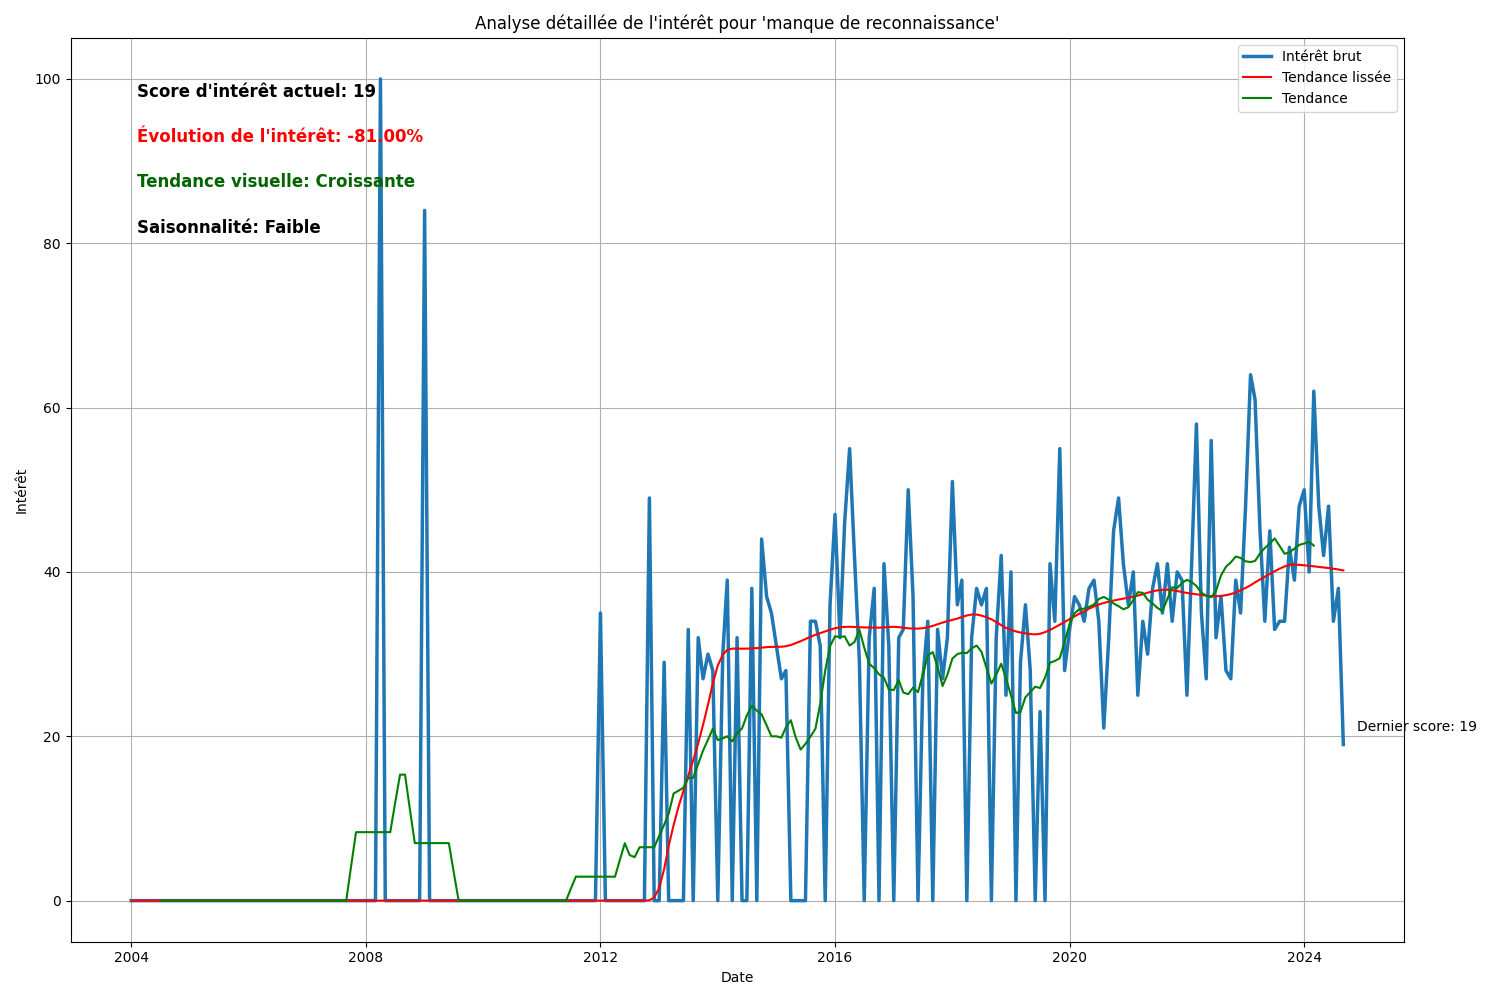 Analyse détaillée de l'intérêt pour 'manque de reconnaissance'
Intérêt brut
Tendance lissée
Tendance
Score d'intérêt actuel: 19
Évolution de l'intérêt: -81.00%
Tendance visuelle: Croissante
Saisonnalité: Faible
100
80
60
40
20
0
Intérêt
Dernier score: 19
2004
2008
2012
2016
2020
2024
Date